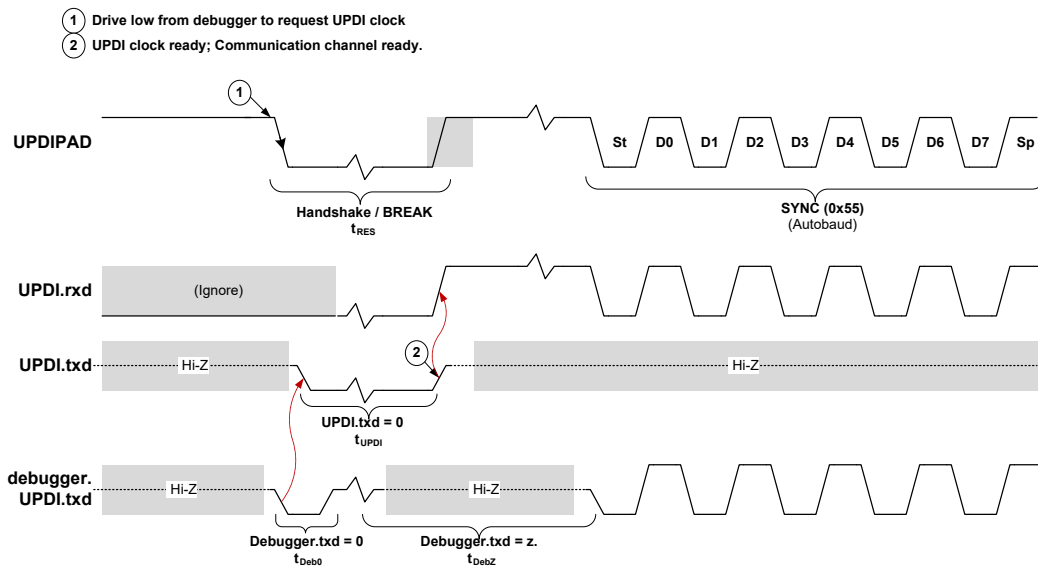 1 Drive low from debugger to request UPDI clock
2 UPDI clock ready; Communication channel ready.
1
UPDIPAD
St D0 D1 D2 D3 D4 D5 D6 D7 Sp
Handshake / BREAK
tRES
SYNC (0x55)
(Autobaud)
UPDI.rxd
(Ignore)
UPDI.txd
Hi-Z
2
Hi-Z
UPDI.txd = 0
tUPDI
debugger.
UPDI.txd
Hi-Z
Hi-Z
Debugger.txd = 0
tDeb0
Debugger.txd = z.
tDebZ